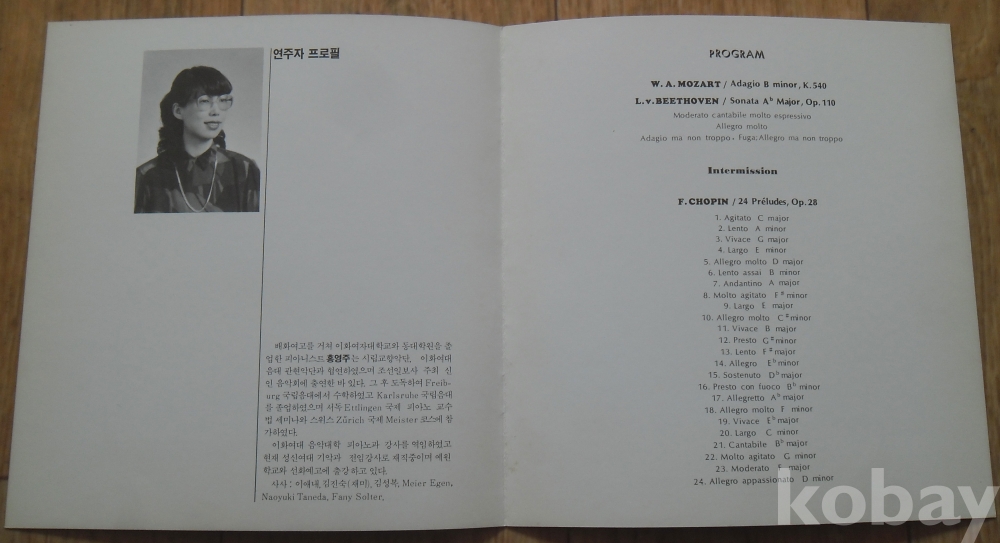 연주자 프로필
배화여고를 거쳐 이화여자대학교와 동대학원을 졸
업한 피아니스트 홍영주는 시립교향악단, 이화여대
음대 관현악단과 협연하였으며 조선일보사 주최 신
인 음악회에 출연한 바 있다. 그 후 도독하여 Freib-
urg 국립음대에서 수학하였고 Karlsruhe 국립음대
를 졸업하였으며 서독 Ettlingen 국제 피아노 교수
법 세미나와 스위스 Zürich 국제 Meister 코스에 참
가하였다.
이화여대 음악대학 피아노과 강사를 역임하였고
현재 성신여대 기악과 전임강사로 재직중이며 예원
학교와 선화예고에 출강하고 있다.
사사 : 이애내, 김진숙(재미), 김성복, Meier Egen,
Naoyuki Taneda, Fany Solter,
PROGRAM
W. A. MOZART / Adagio B minor, K. 540
L. v. BEETHOVEN / Sonata A♭ Major, Op. 110
Moderato cantabile molto espressivo
Allegro molto
Adagio ma non troppo, Fuga; Allegro ma non troppo
Intermission
F. CHOPIN / 24 Préludes, Op. 28
1. Agitato C major
2. Lento A minor
3. Vivace G major
4. Largo E minor
5. Allegro molto D major
6. Lento assai B minor
7. Andantino A major
8. Molto agitato F# minor
9. Largo E major
10. Allegro molto C# minor
11. Vivace B major
12. Presto G# minor
13. Lento F# major
14. Allegro E♭ minor
15. Sostenuto D♭ major
16. Presto con fuoco B♭ minor
17. Allegretto A♭ major
18. Allegro molto F minor
19. Vivace E♭ major
20. Largo C minor
21. Cantabile B♭ major
22. Molto agitato G minor
23. Moderato F major
24. Allegro appassionato D minor
kobay